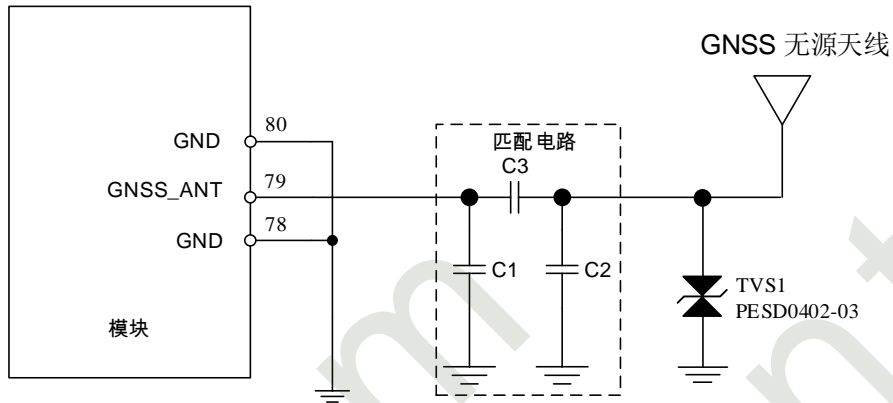 GNSS 无源天线
80
GND
匹配电路
C3
79
GNSS_ANT
78
GND
C1
C2
TVS1
PESD0402-03
模块